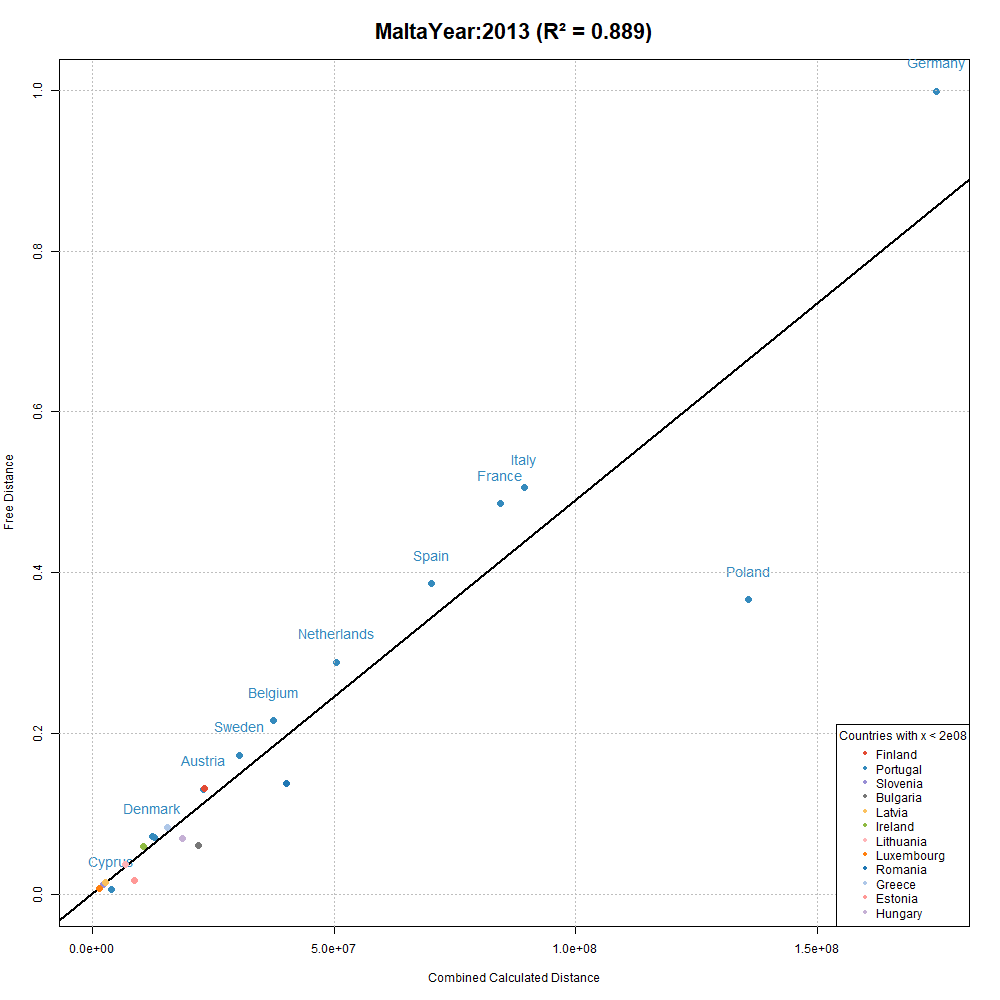 MaltaYear:2013 (R² = 0.889)
Germany
1.0
0.8
0.6
Italy
France
Free Distance
Spain
Poland
0.4
Netherlands
Belgium
Sweden
0.2
Austria
Denmark
Cyprus
0.0
Countries with x < 2e08
Finland
Portugal
Slovenia
Bulgaria
Latvia
Ireland
Lithuania
Luxembourg
Romania
Greece
Estonia
Hungary
0.0e+00 5.0e+07 1.0e+08 1.5e+08
Combined Calculated Distance